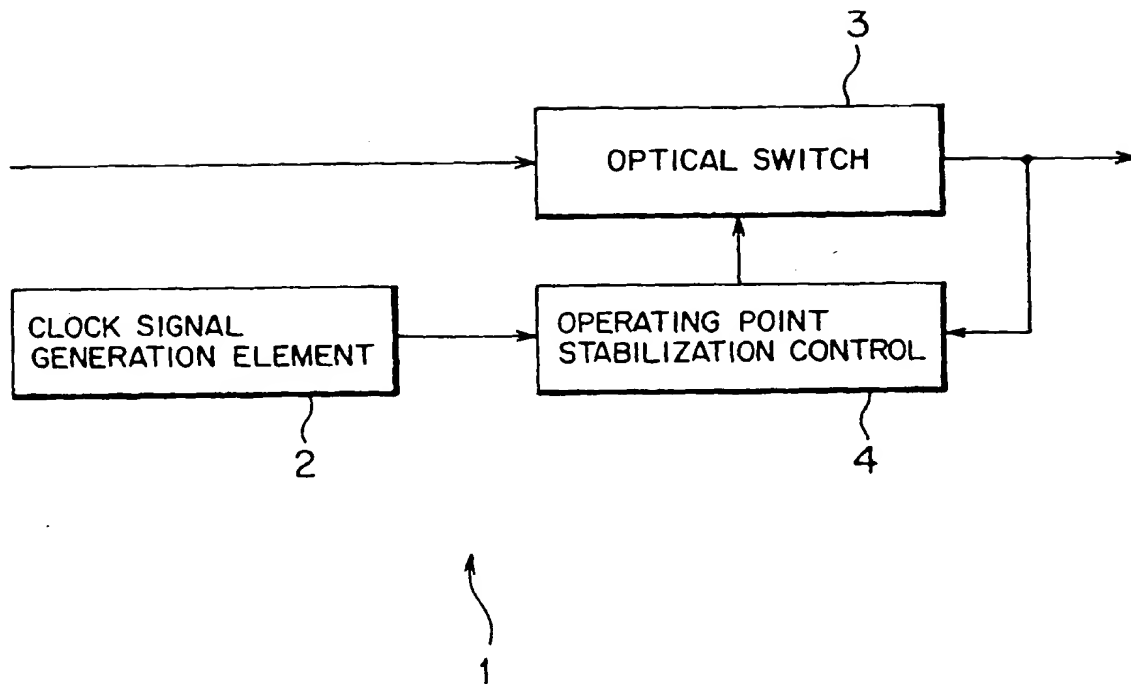 3
OPTICAL SWITCH
CLOCK SIGNAL
GENERATION ELEMENT
OPERATING POINT
STABILIZATION CONTROL
2
4
1